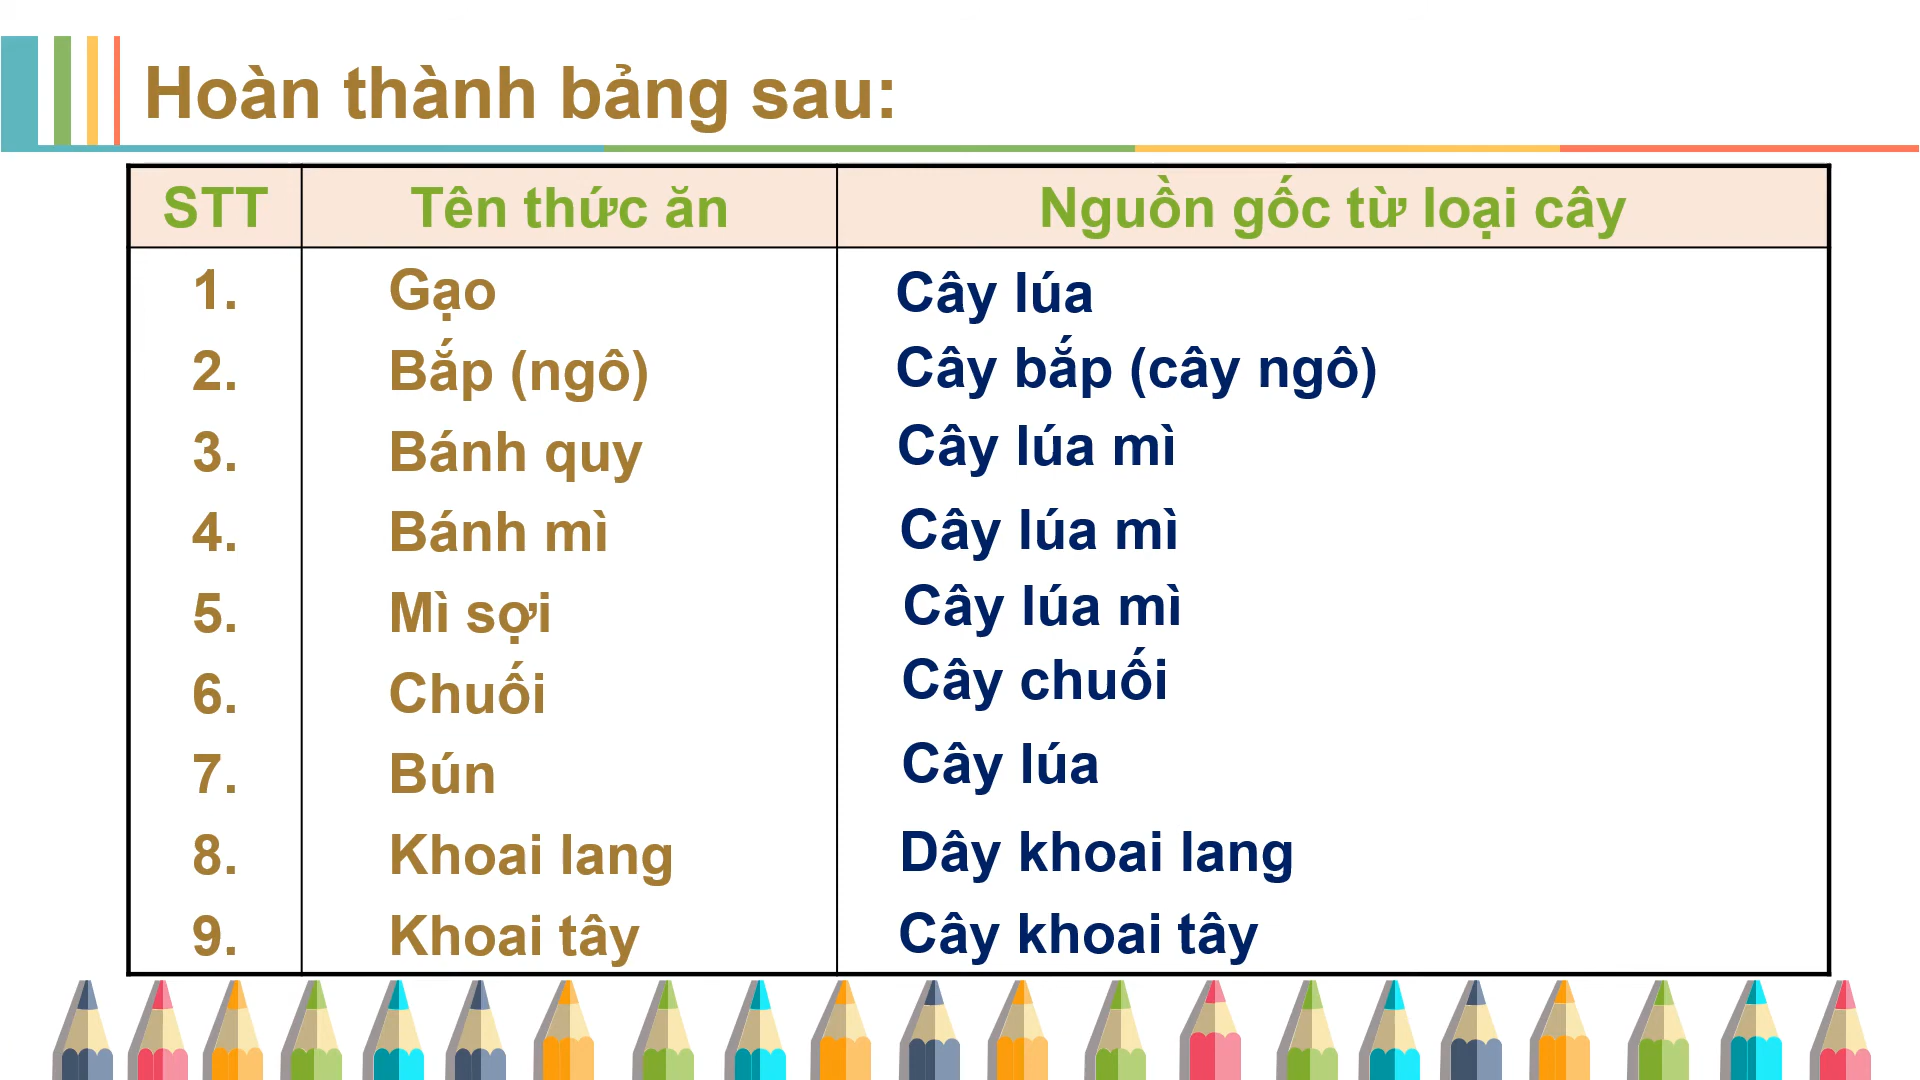 Hoàn thành bảng sau:
STT Tên thức ăn Nguồn gốc từ loại cây
1. Gạo Cây lúa
2. Bắp (ngô) Cây bắp (cây ngô)
3. Bánh quy Cây lúa mì
4. Bánh mì Cây lúa mì
5. Mì sợi Cây lúa mì
6. Chuối Cây chuối
7. Bún Cây lúa
8. Khoai lang Dây khoai lang
9. Khoai tây Cây khoai tây